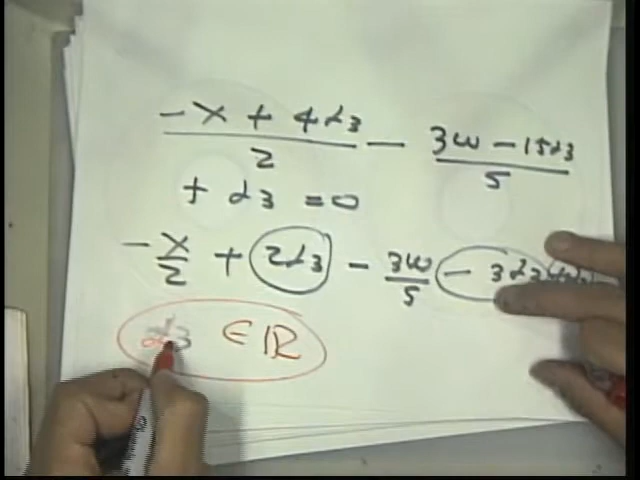 (-x + 4α3)/2 - (3w - 15α3)/5
+ α3 = 0
-x/2 + 2α3 - 3w/5 - 3α3
α3 ∈ ℝ